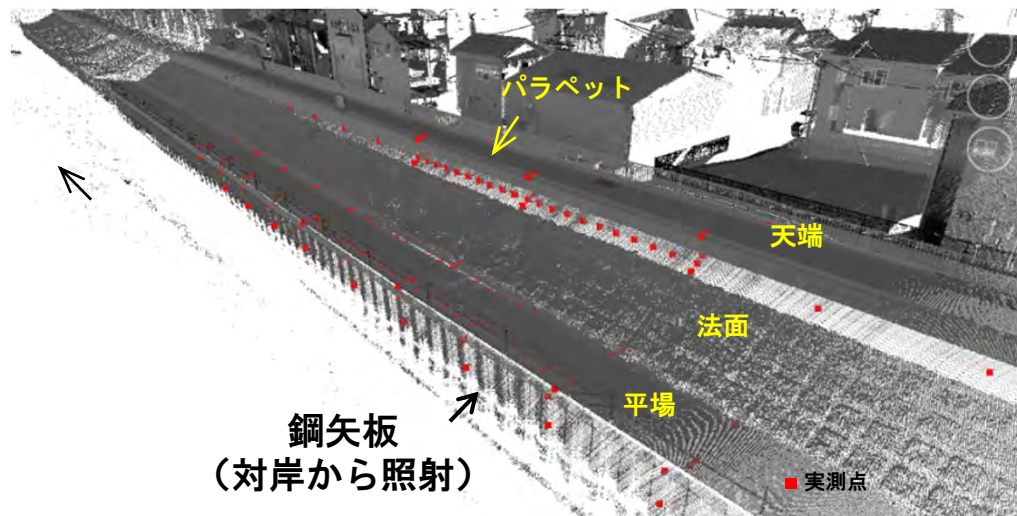 パラペット
天端
法面
平場
鋼矢板
（対岸から照射）
実測点